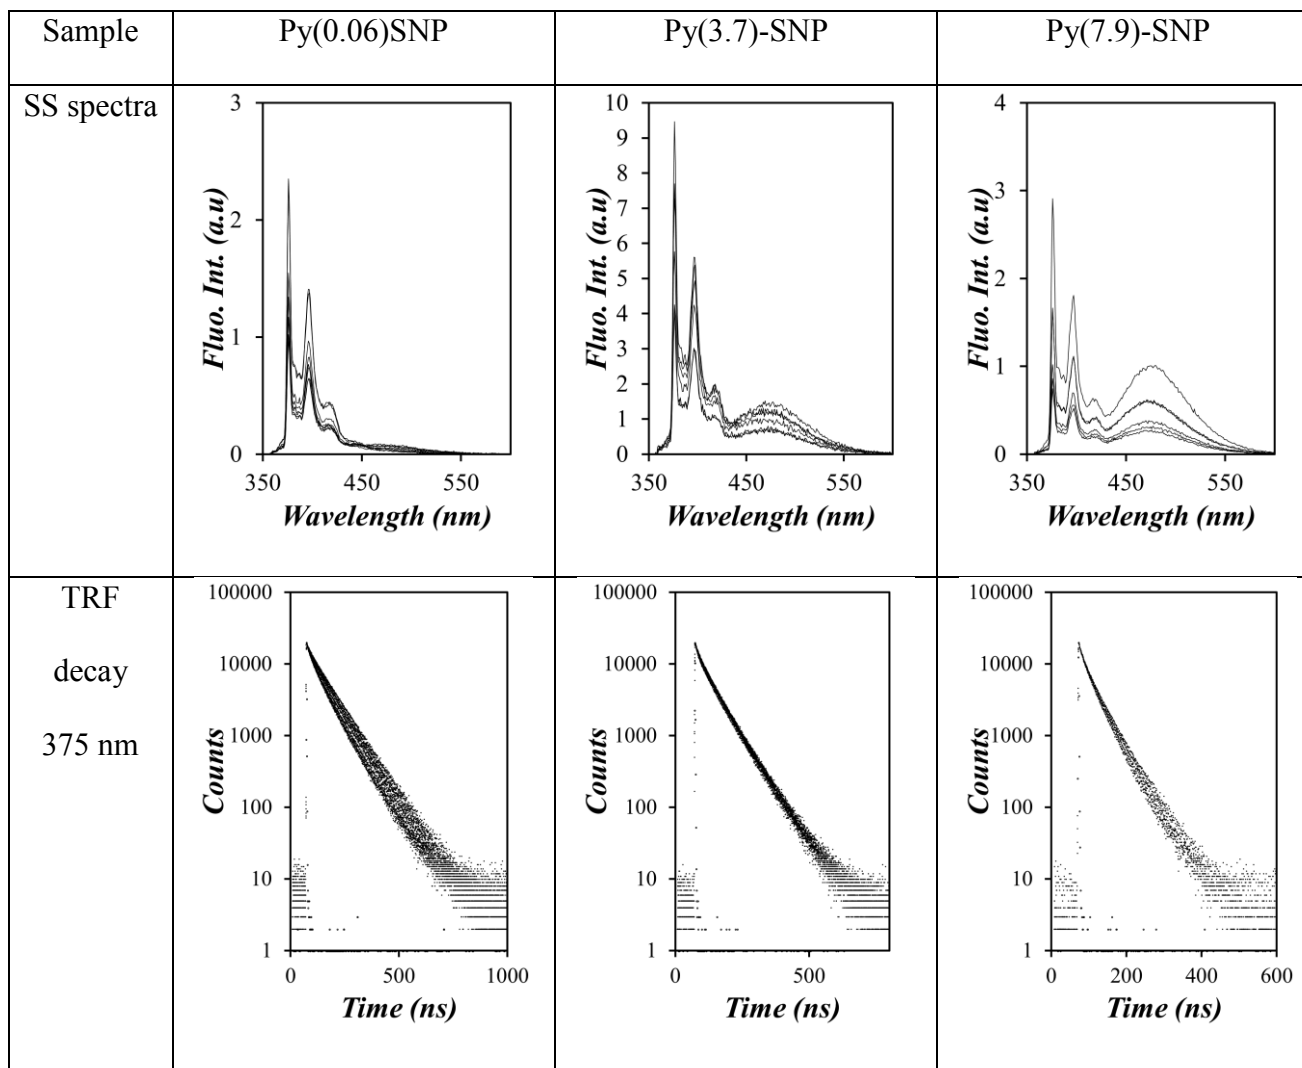 Sample Py(0.06)SNP Py(3.7)-SNP Py(7.9)-SNP
SS spectra
3
2
1
0
350 450 550
Fluo. Int. (a.u)
Wavelength (nm)
10
9
8
7
6
5
4
3
2
1
0
350 450 550
Fluo. Int. (a.u)
Wavelength (nm)
4
3
2
1
0
350 450 550
Fluo. Int. (a.u)
Wavelength (nm)
TRF
decay
375 nm
100000
10000
1000
100
10
1
0 500 1000
Counts
Time (ns)
100000
10000
1000
100
10
1
0 500
Counts
Time (ns)
100000
10000
1000
100
10
1
0 200 400 600
Counts
Time (ns)